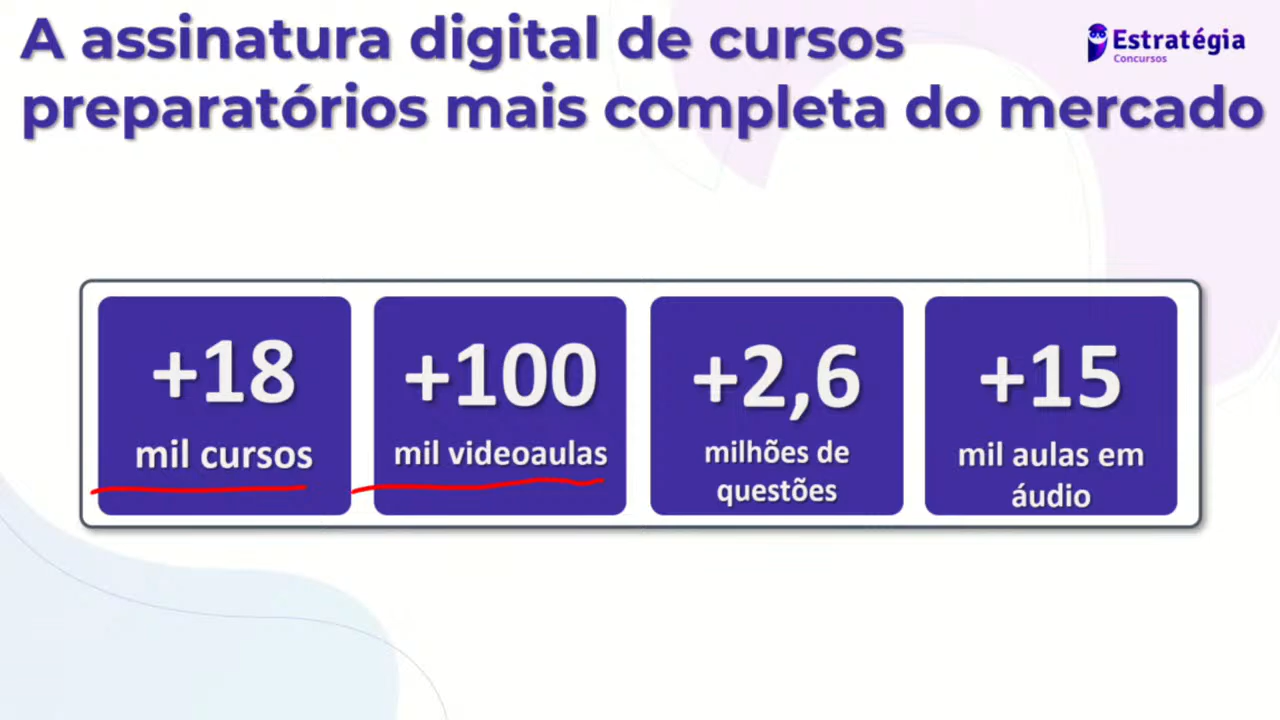 A assinatura digital de cursos
preparatórios mais completa do mercado
Estratégia
Concursos
+18
mil cursos
+100
mil videoaulas
+2,6
milhões de
questões
+15
mil aulas em
áudio